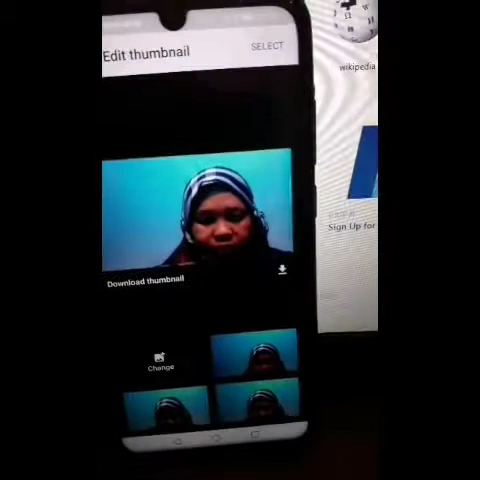 Edit thumbnail
SELECT
wikipedia
Download thumbnail
Sign Up for
Change